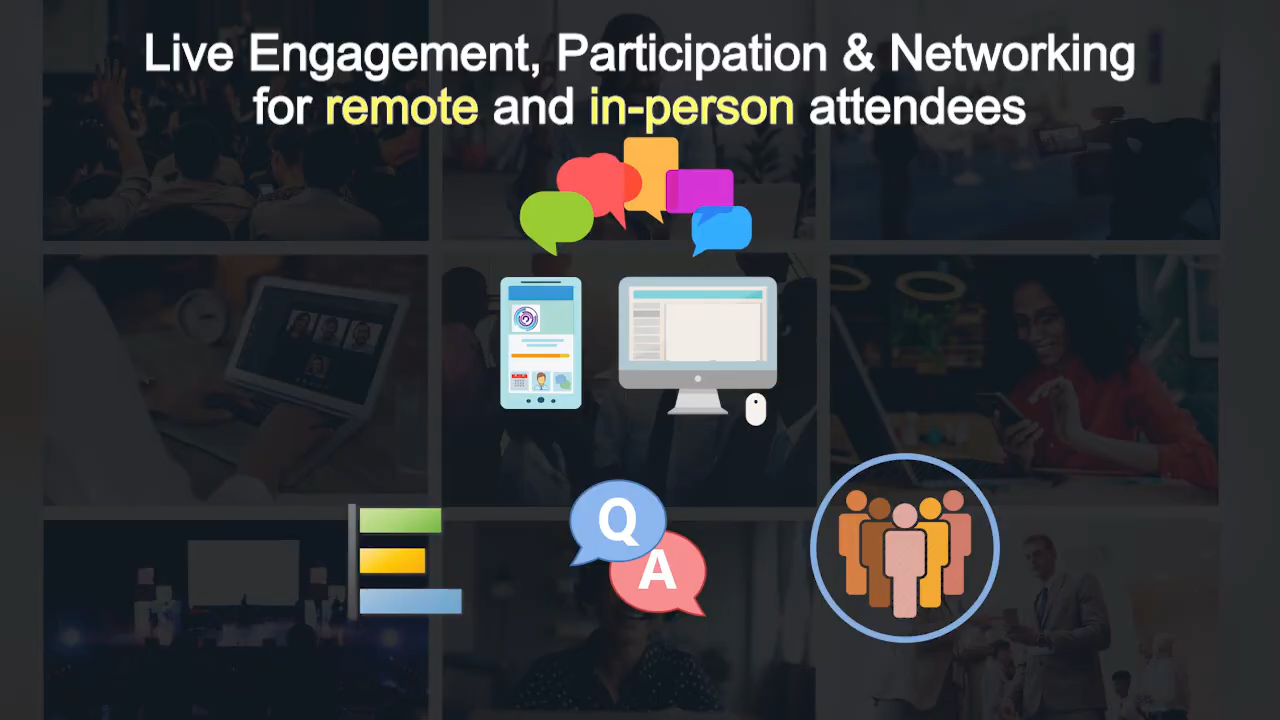 Live Engagement, Participation & Networking
for remote and in-person attendees
Q
A